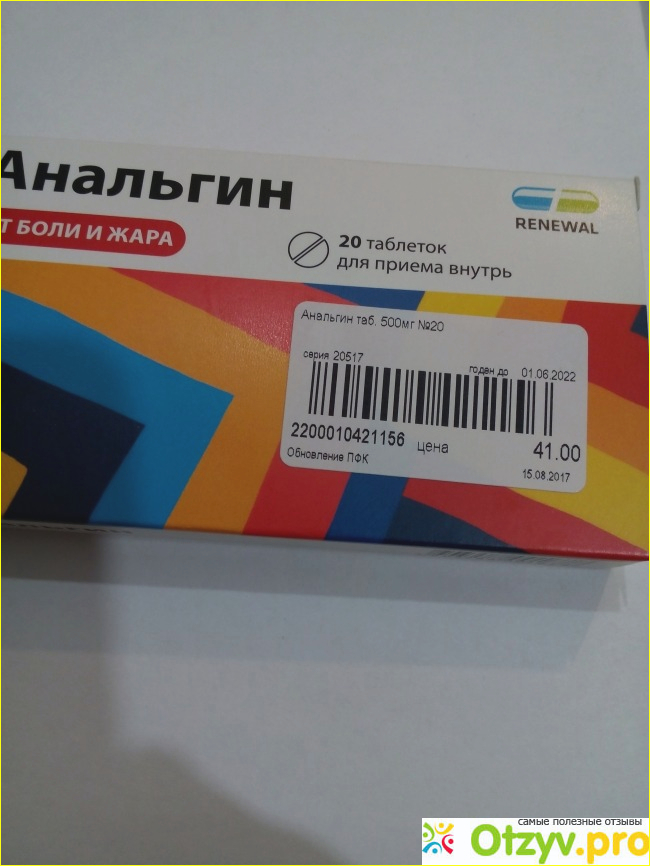 Анальгин
Т БОЛИ И ЖАРА
RENEWAL
20 таблеток
для приема внутрь
Анальгин таб. 500мг №20
серия 20517
годен до 01.06.2022
2200010421156 цена 41.00
Обновление ПФК
15.08.2017
самые полезные отзывы
Otzyv.pro